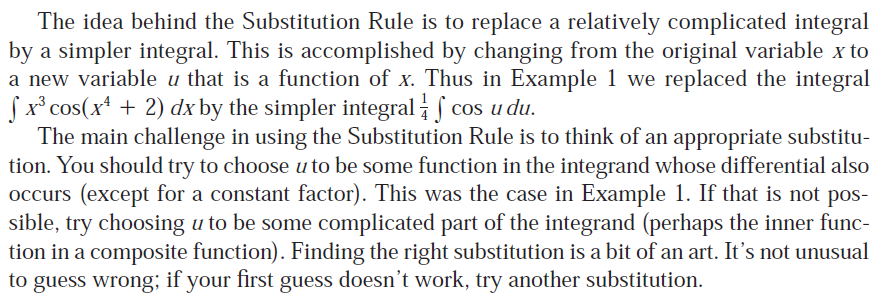 The idea behind the Substitution Rule is to replace a relatively complicated integral
by a simpler integral. This is accomplished by changing from the original variable x to
a new variable u that is a function of x. Thus in Example 1 we replaced the integral
∫ x³ cos(x⁴ + 2) dx by the simpler integral ¼ ∫ cos u du.
The main challenge in using the Substitution Rule is to think of an appropriate substitu-
tion. You should try to choose u to be some function in the integrand whose differential also
occurs (except for a constant factor). This was the case in Example 1. If that is not pos-
sible, try choosing u to be some complicated part of the integrand (perhaps the inner func-
tion in a composite function). Finding the right substitution is a bit of an art. It's not unusual
to guess wrong; if your first guess doesn't work, try another substitution.